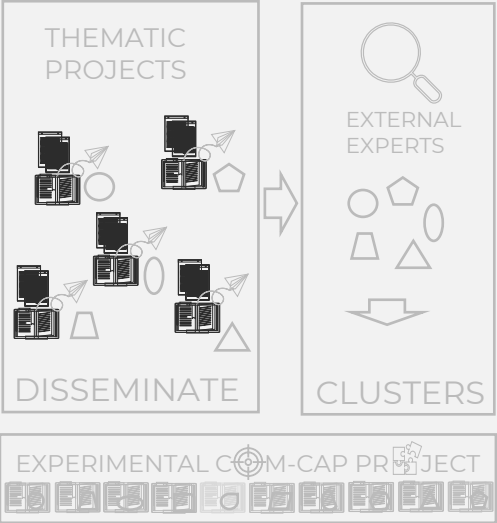 THEMATIC
PROJECTS
DISSEMINATE
EXTERNAL
EXPERTS
CLUSTERS
EXPERIMENTAL COM-CAP PROJECT